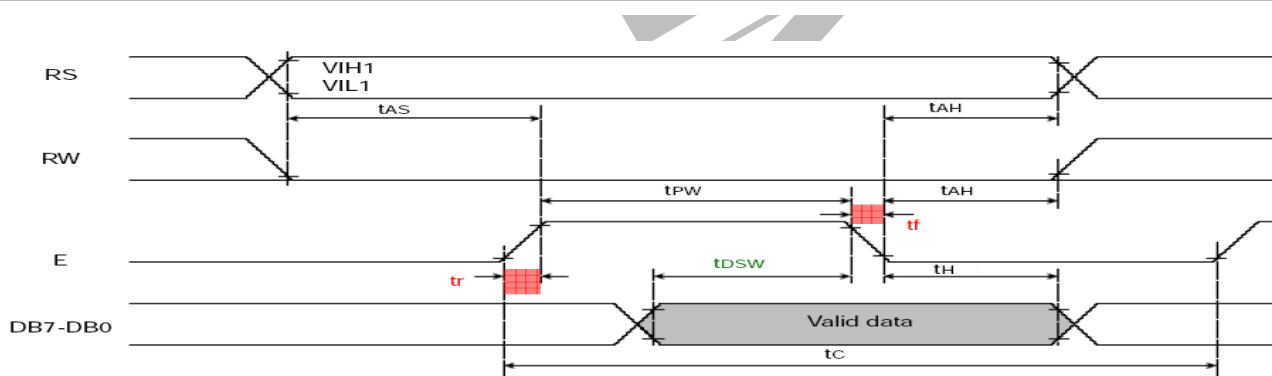 RS
VIH1
VIL1
tAS
tAH
RW
tPW
tAH
tf
E
tDSW
tH
tr
DB7-DB0
Valid data
tC